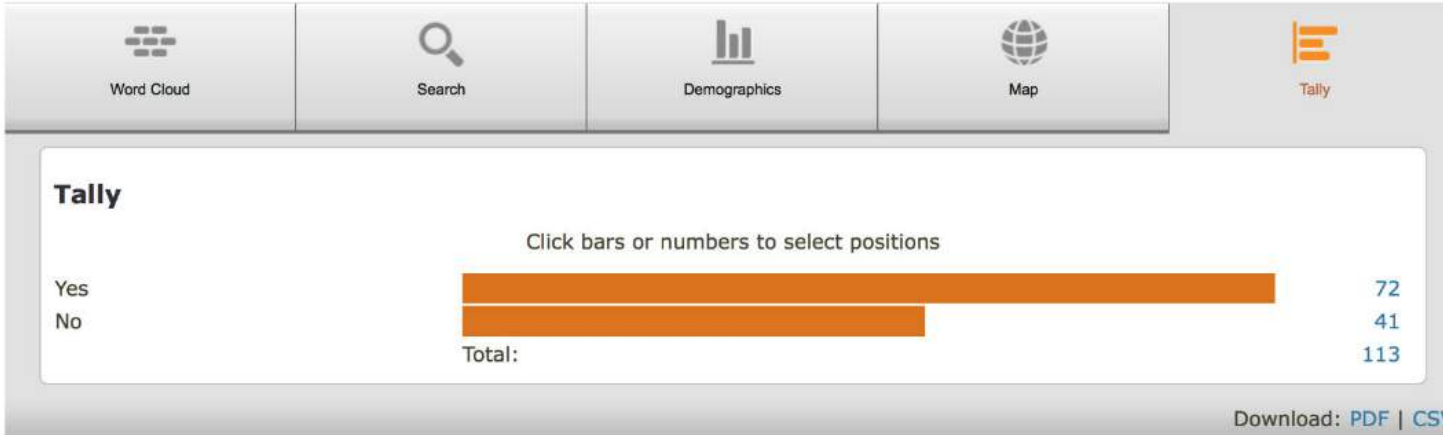 Word Cloud Search Demographics Map Tally
Tally
Click bars or numbers to select positions
Yes 72
No 41
Total: 113
Download: PDF | CSV